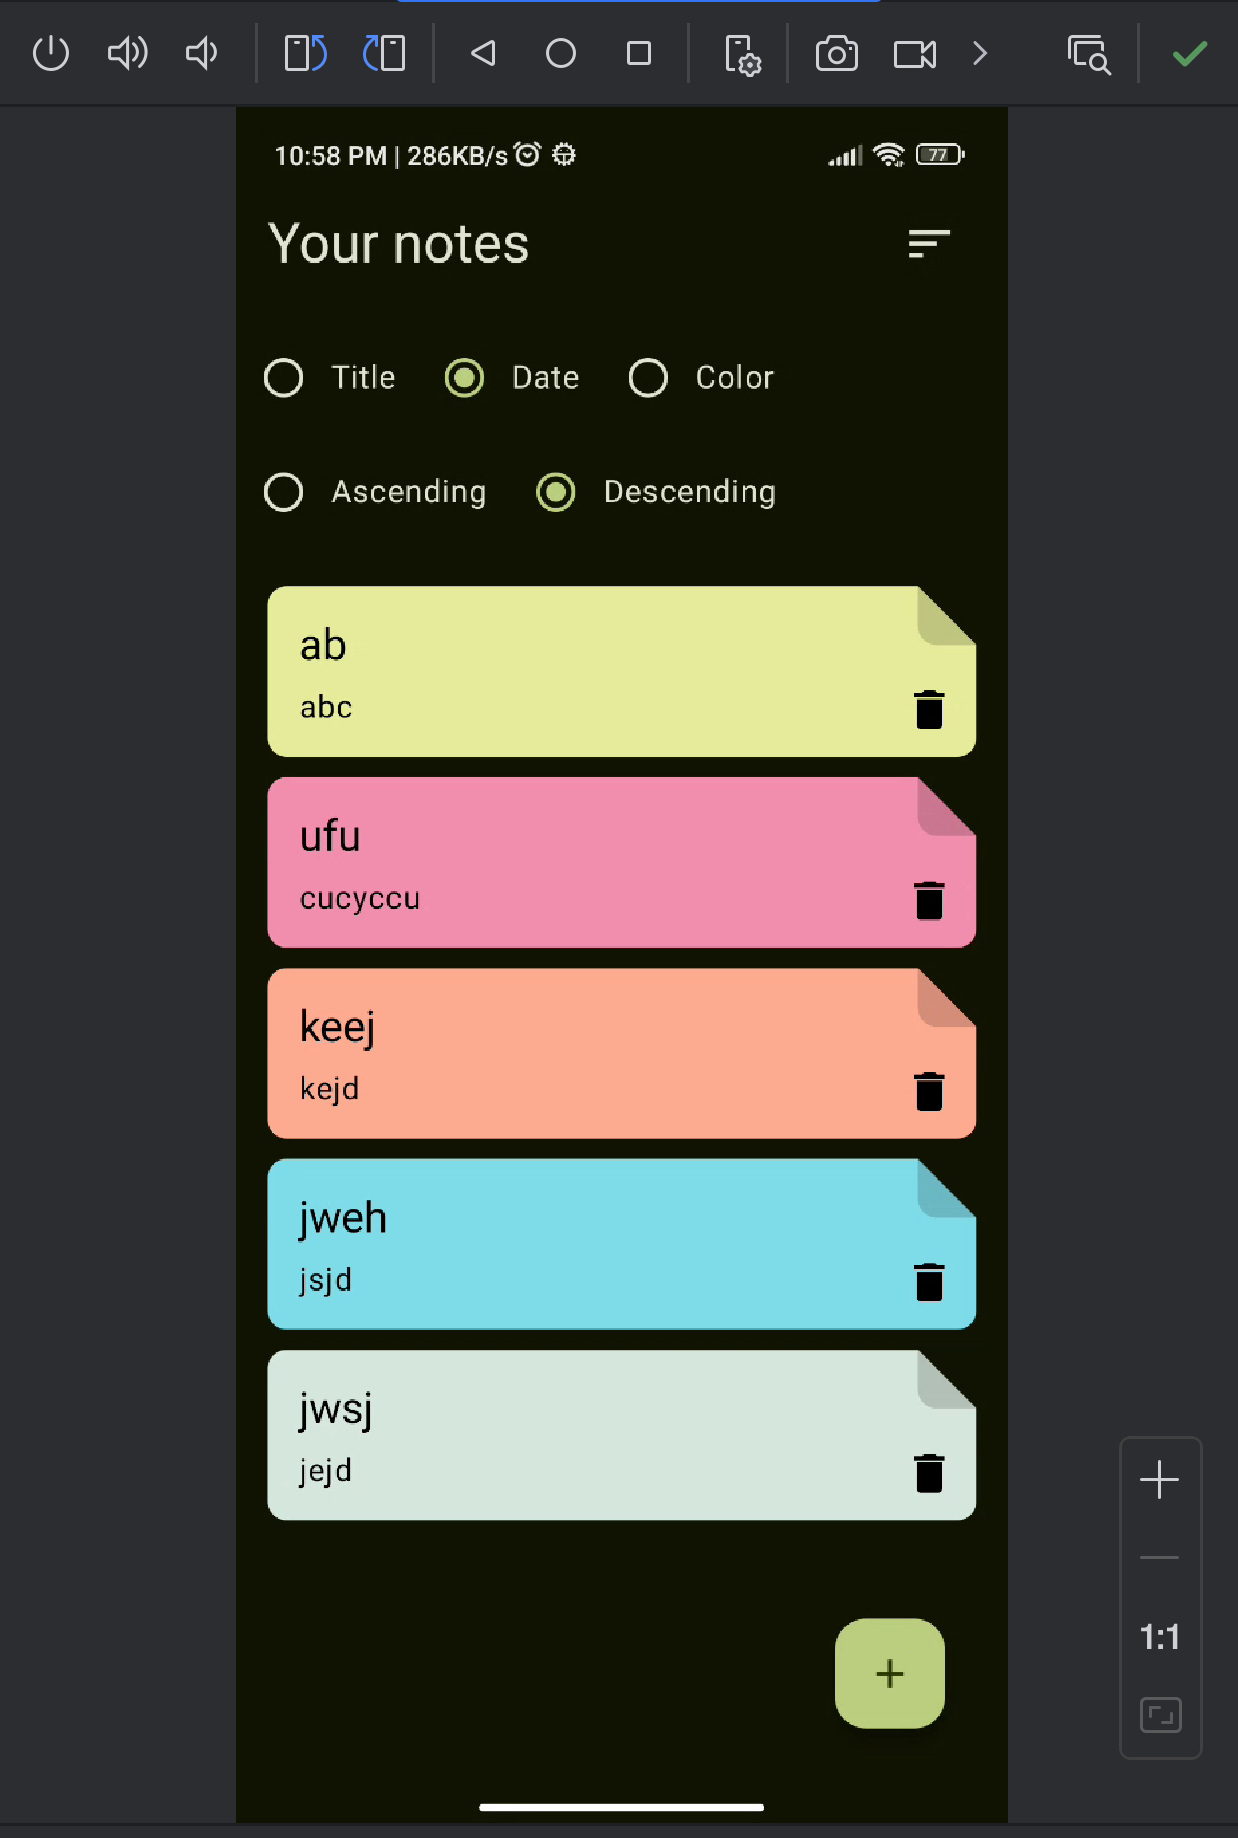 10:58 PM | 286KB/s
77
Your notes
Title Date Color
Ascending Descending
ab
abc
ufu
cucyccu
keej
kejd
jweh
jsjd
jwsj
jejd
1:1